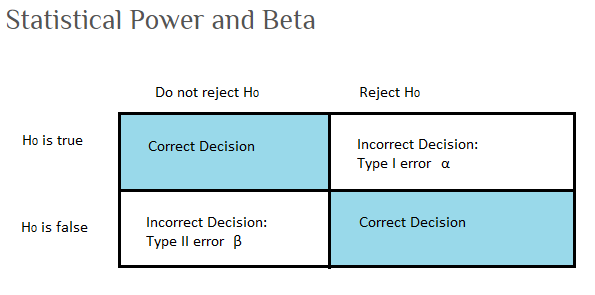 Statistical Power and Beta
Do not reject H0
Reject H0
H0 is true
Correct Decision
Incorrect Decision:
Type I error α
H0 is false
Incorrect Decision:
Type II error β
Correct Decision